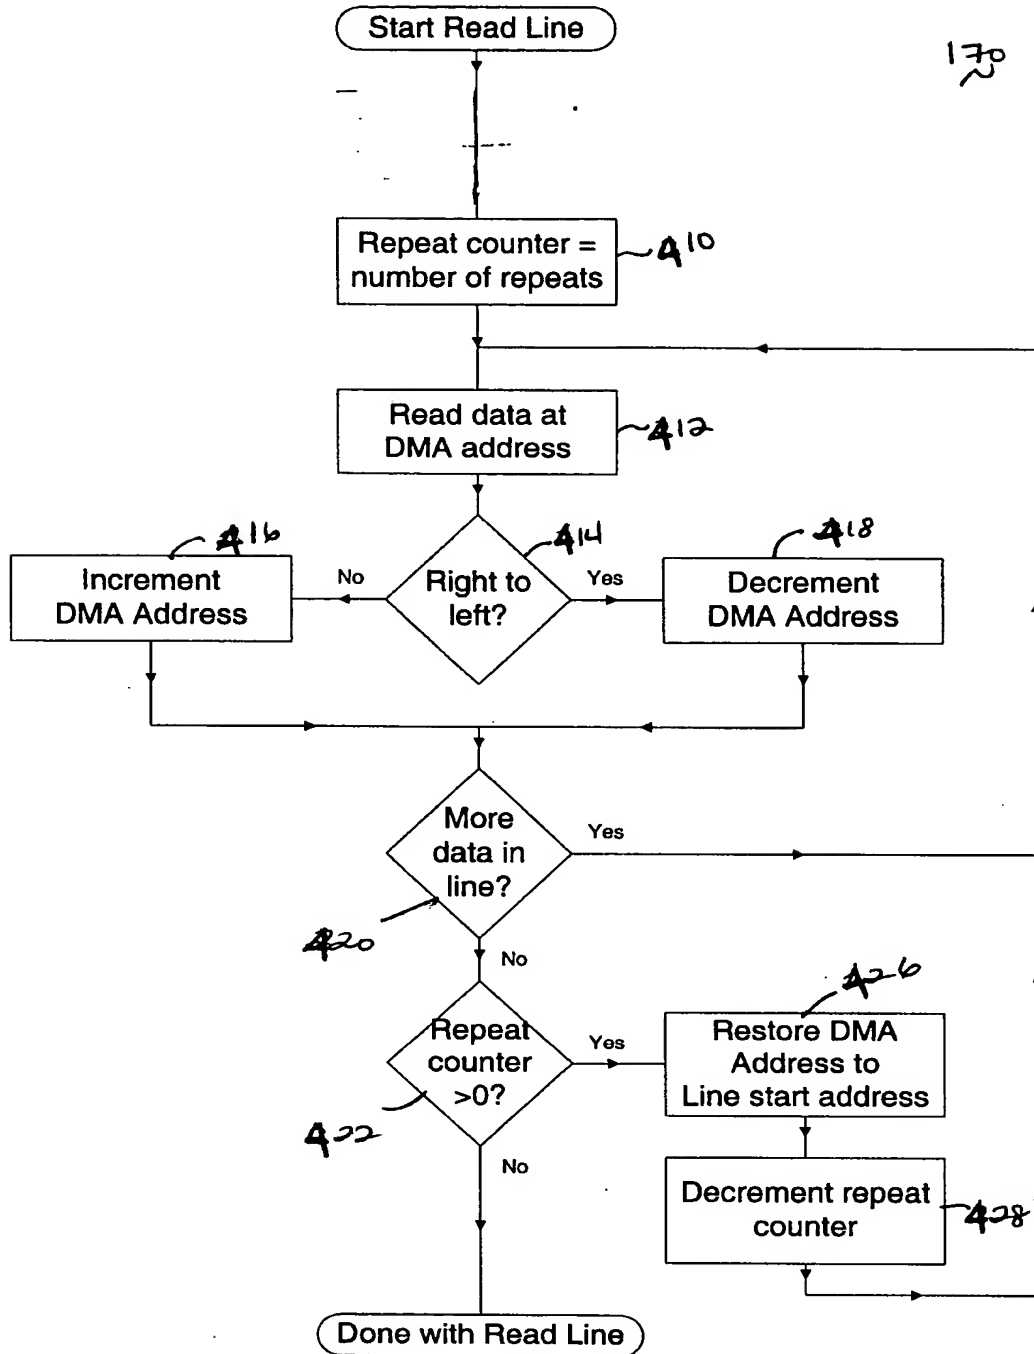 Start Read Line
170
Repeat counter =
number of repeats
410
Read data at
DMA address
412
416
414
418
Increment
DMA Address
No
Right to
left?
Yes
Decrement
DMA Address
More
data in
line?
Yes
420
No
426
Repeat
counter
>0?
Yes
Restore DMA
Address to
Line start address
422
No
Decrement repeat
counter
428
Done with Read Line